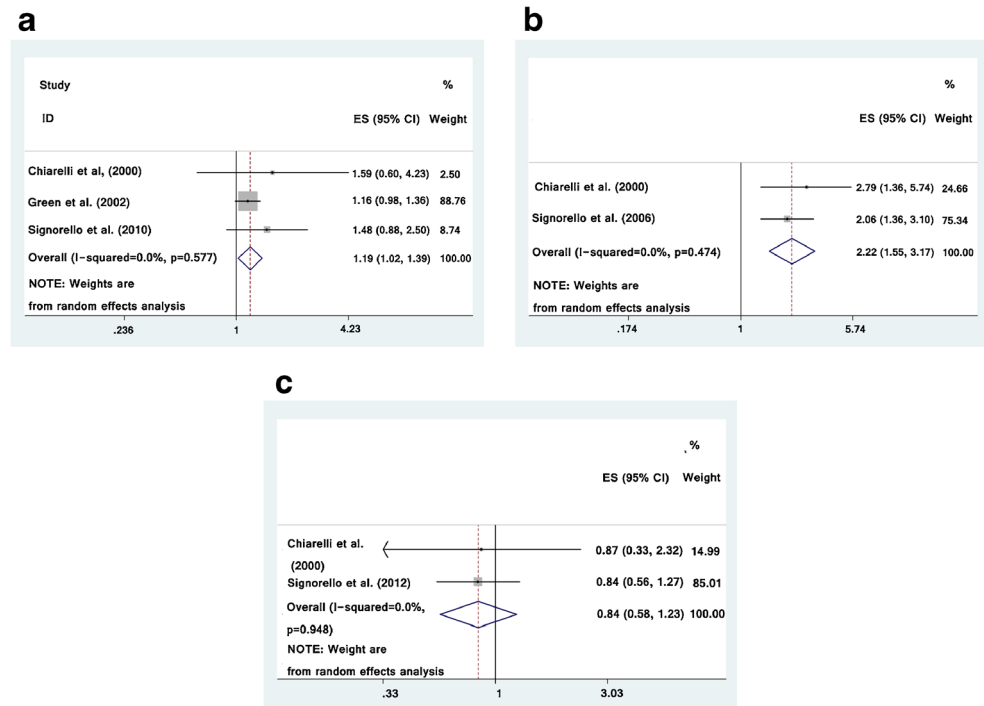 a
Study %
ID ES (95% CI) Weight
Chiarelli et al, (2000) 1.59 (0.60, 4.23) 2.50
Green et al. (2002) 1.16 (0.98, 1.36) 88.76
Signorello et al. (2010) 1.48 (0.88, 2.50) 8.74
Overall (I-squared=0.0%, p=0.577) 1.19 (1.02, 1.39) 100.00
NOTE: Weights are
from random effects analysis
.236 1 4.23
b
%
ES (95% CI) Weight
Chiarelli et al. (2000) 2.79 (1.36, 5.74) 24.66
Signorello et al. (2006) 2.06 (1.36, 3.10) 75.34
Overall (I-squared=0.0%, p=0.474) 2.22 (1.55, 3.17) 100.00
NOTE: Weights are
from random effects analysis
.174 1 5.74
c
%
ES (95% CI) Weight
Chiarelli et al. 0.87 (0.33, 2.32) 14.99
(2000)
Signorello et al. (2012) 0.84 (0.56, 1.27) 85.01
Overall (I-squared=0.0%, 0.84 (0.58, 1.23) 100.00
p=0.948)
NOTE: Weight are
from random effects analysis
.33 1 3.03